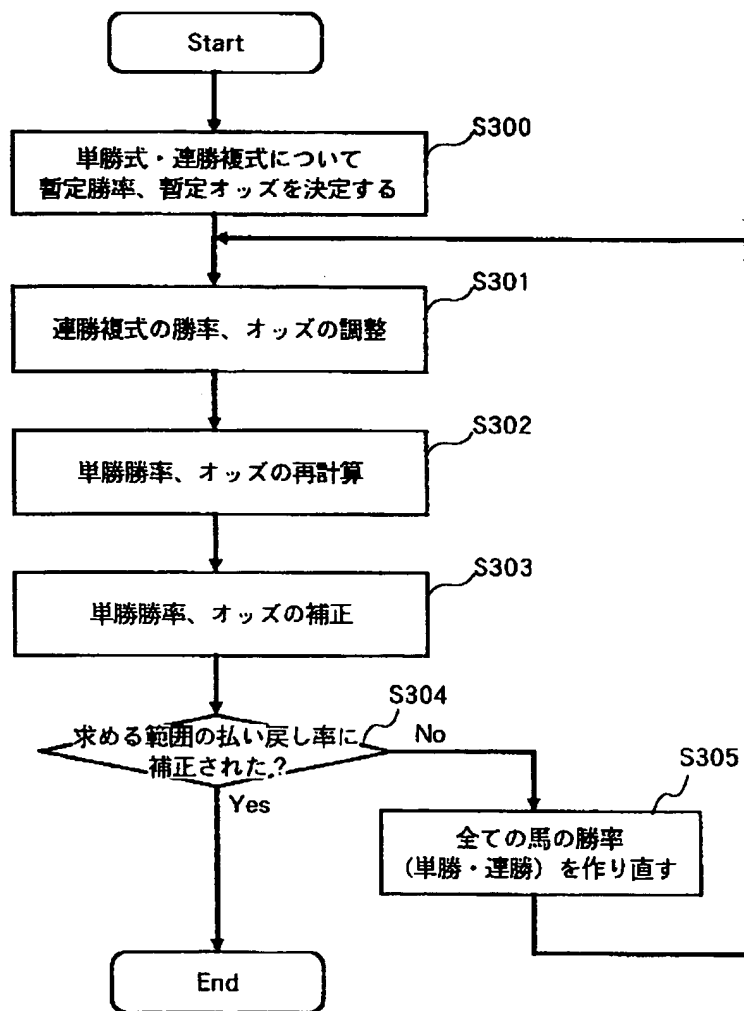 Start
S300
単勝式・連勝複式について
暫定勝率、暫定オッズを決定する
S301
連勝複式の勝率、オッズの調整
S302
単勝勝率、オッズの再計算
S303
単勝勝率、オッズの補正
S304
求める範囲の払い戻し率に
補正された?
No
Yes
S305
全ての馬の勝率
(単勝・連勝)を作り直す
End